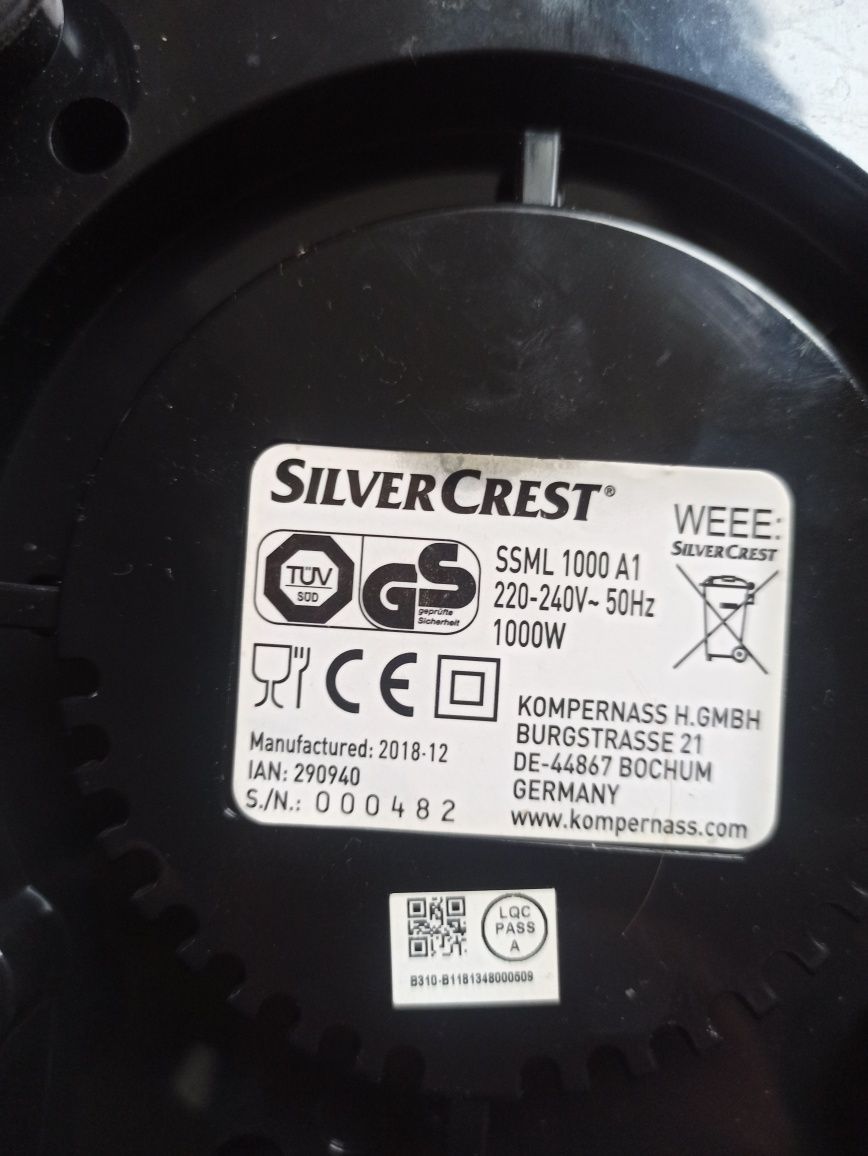 SILVERCREST®
WEEE:
SILVERCREST
TÜV
SÜD
GS
geprüfte
Sicherheit
SSML 1000 A1
220-240V~ 50Hz
1000W
CE
KOMPERNASS H.GMBH
BURGSTRASSE 21
DE-44867 BOCHUM
GERMANY
www.kompernass.com
Manufactured: 2018-12
IAN: 290940
S./N.: 000482
LQC
PASS
A
B310-B1181348000609